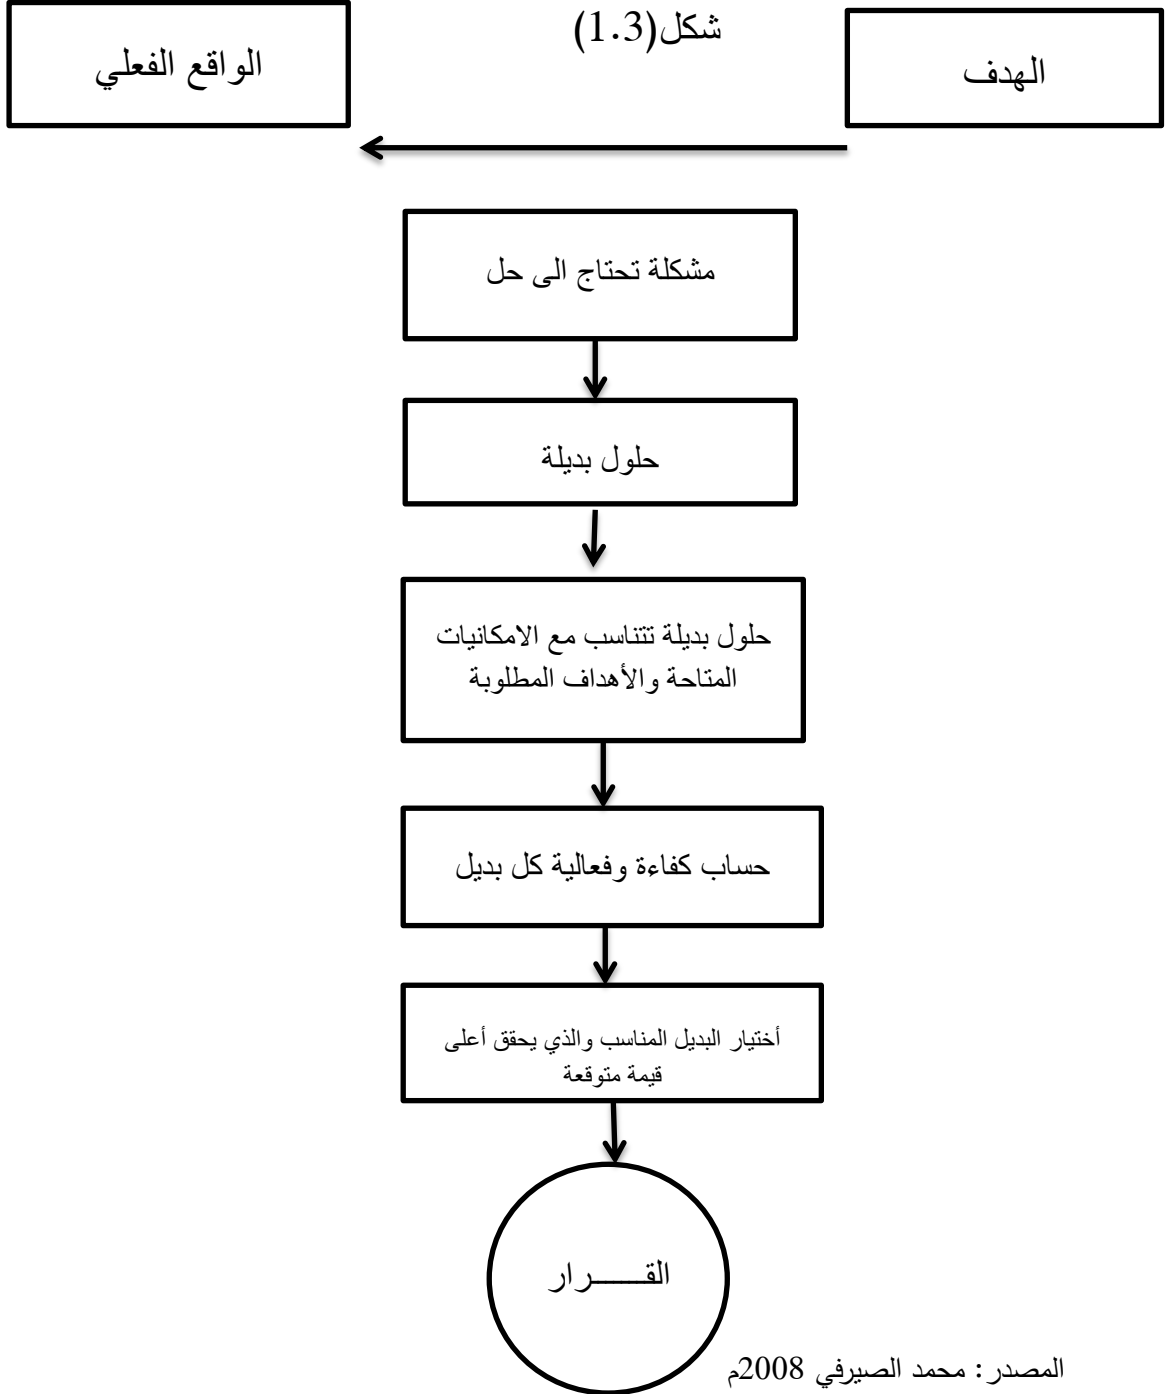 شكل(1.3)
الهدف
الواقع الفعلي
مشكلة تحتاج الى حل
حلول بديلة
حلول بديلة تتناسب مع الامكانيات
المتاحة والأهداف المطلوبة
حساب كفاءة وفعالية كل بديل
أختيار البديل المناسب والذي يحقق أعلى
قيمة متوقعة
القــــــرار
المصدر: محمد الصيرفي 2008م